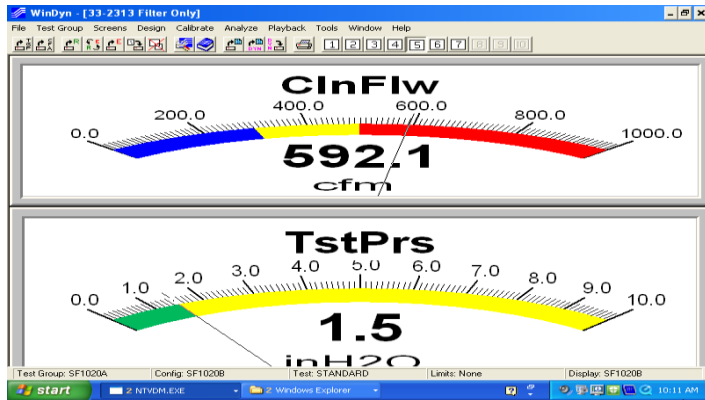 WinDyn - [33-2313 Filter Only]
File Test Group Screens Design Calibrate Analyze Playback Tools Window Help
1 2 3 4 5 6 7 8 9 10
ClnFlw
0.0 200.0 400.0 600.0 800.0 1000.0
592.1
cfm
TstPrs
0.0 1.0 2.0 3.0 4.0 5.0 6.0 7.0 8.0 9.0 10.0
1.5
inH2O
Test Group: SF1020A Config: SF1020B Test: STANDARD Limits: None Display: SF1020B
start 2 NTVDM.EXE 2 Windows Explorer 10:11 AM